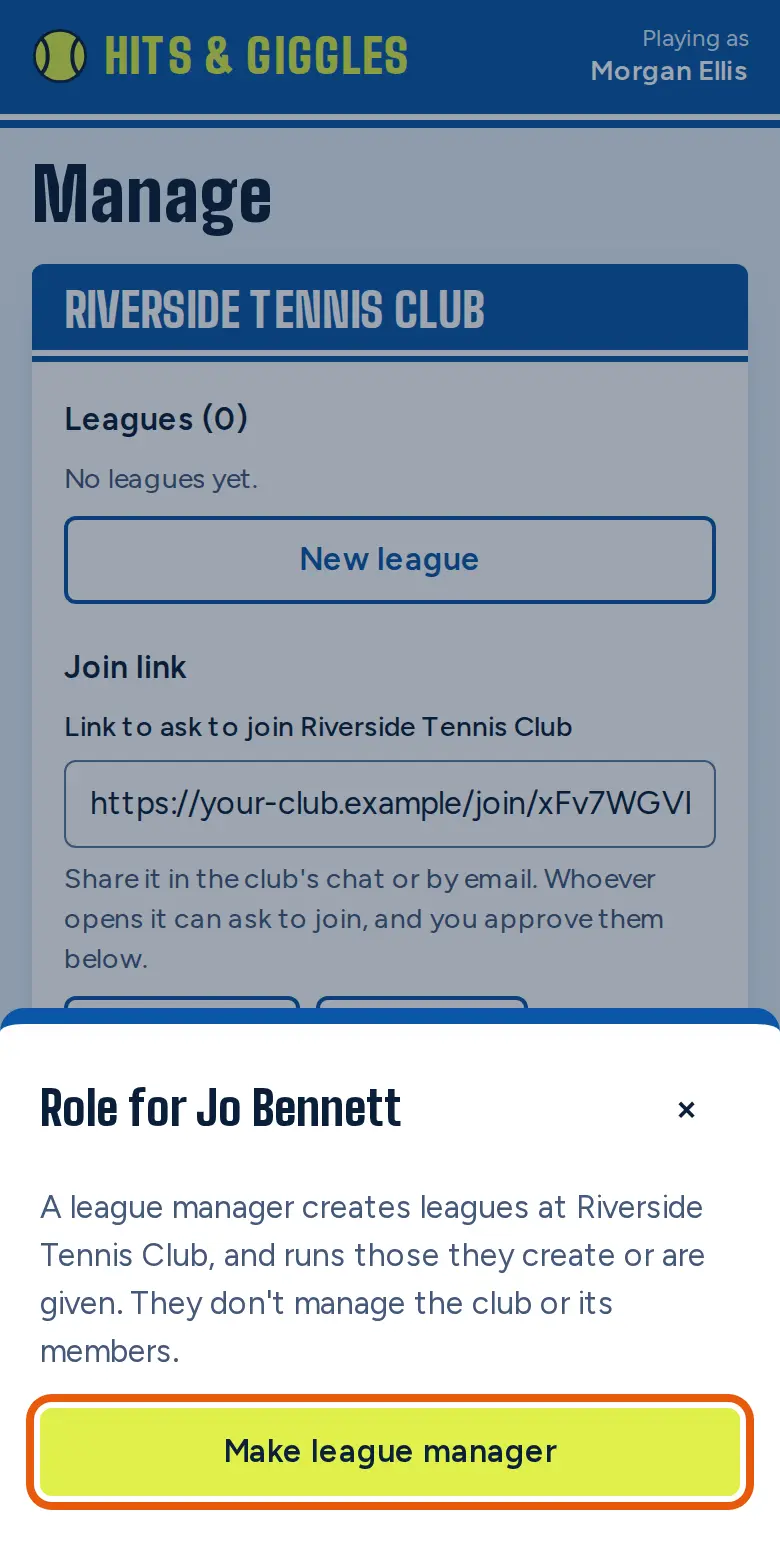 HITS & GIGGLES
Playing as
Morgan Ellis
Manage
RIVERSIDE TENNIS CLUB
Leagues (0)
No leagues yet.
New league
Join link
Link to ask to join Riverside Tennis Club
https://your-club.example/join/xFv7WGVI
Share it in the club's chat or by email. Whoever
opens it can ask to join, and you approve them
below.
Role for Jo Bennett
×
A league manager creates leagues at Riverside
Tennis Club, and runs those they create or are
given. They don't manage the club or its
members.
Make league manager